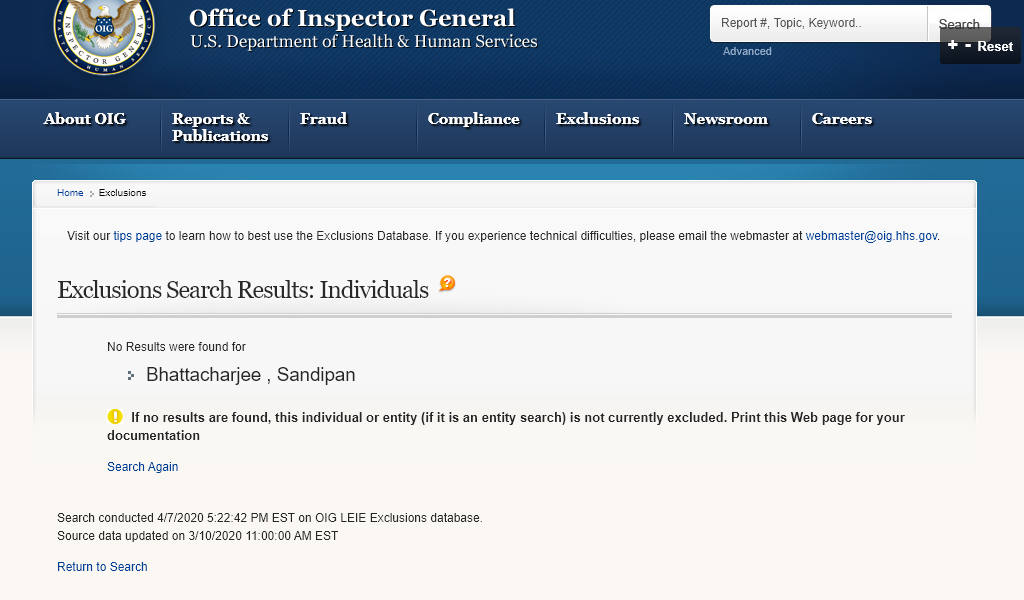 OIG
INSPECTOR GENERAL
Office of Inspector General
U.S. Department of Health & Human Services
Report #, Topic, Keyword..
Search
Advanced
+ - Reset
About OIG
Reports &
Publications
Fraud
Compliance
Exclusions
Newsroom
Careers
Home Exclusions
Visit our tips page to learn how to best use the Exclusions Database. If you experience technical difficulties, please email the webmaster at webmaster@oig.hhs.gov.
Exclusions Search Results: Individuals
No Results were found for
Bhattacharjee , Sandipan
If no results are found, this individual or entity (if it is an entity search) is not currently excluded. Print this Web page for your
documentation
Search Again
Search conducted 4/7/2020 5:22:42 PM EST on OIG LEIE Exclusions database.
Source data updated on 3/10/2020 11:00:00 AM EST
Return to Search